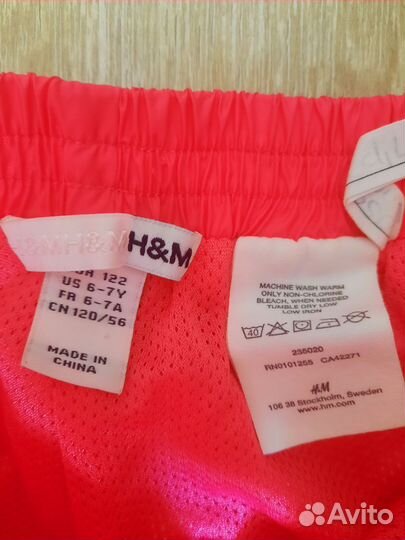 H&M H&M H&M
EUR 122
US 6-7Y
FR 6-7A
CN 120/56
MADE IN
CHINA
MACHINE WASH WARM
ONLY NON-CHLORINE
BLEACH, WHEN NEEDED
TUMBLE DRY LOW
LOW IRON
40
235020
RN0101255 CA42271
H&M
106 38 Stockholm, Sweden
www.hm.com
Avito